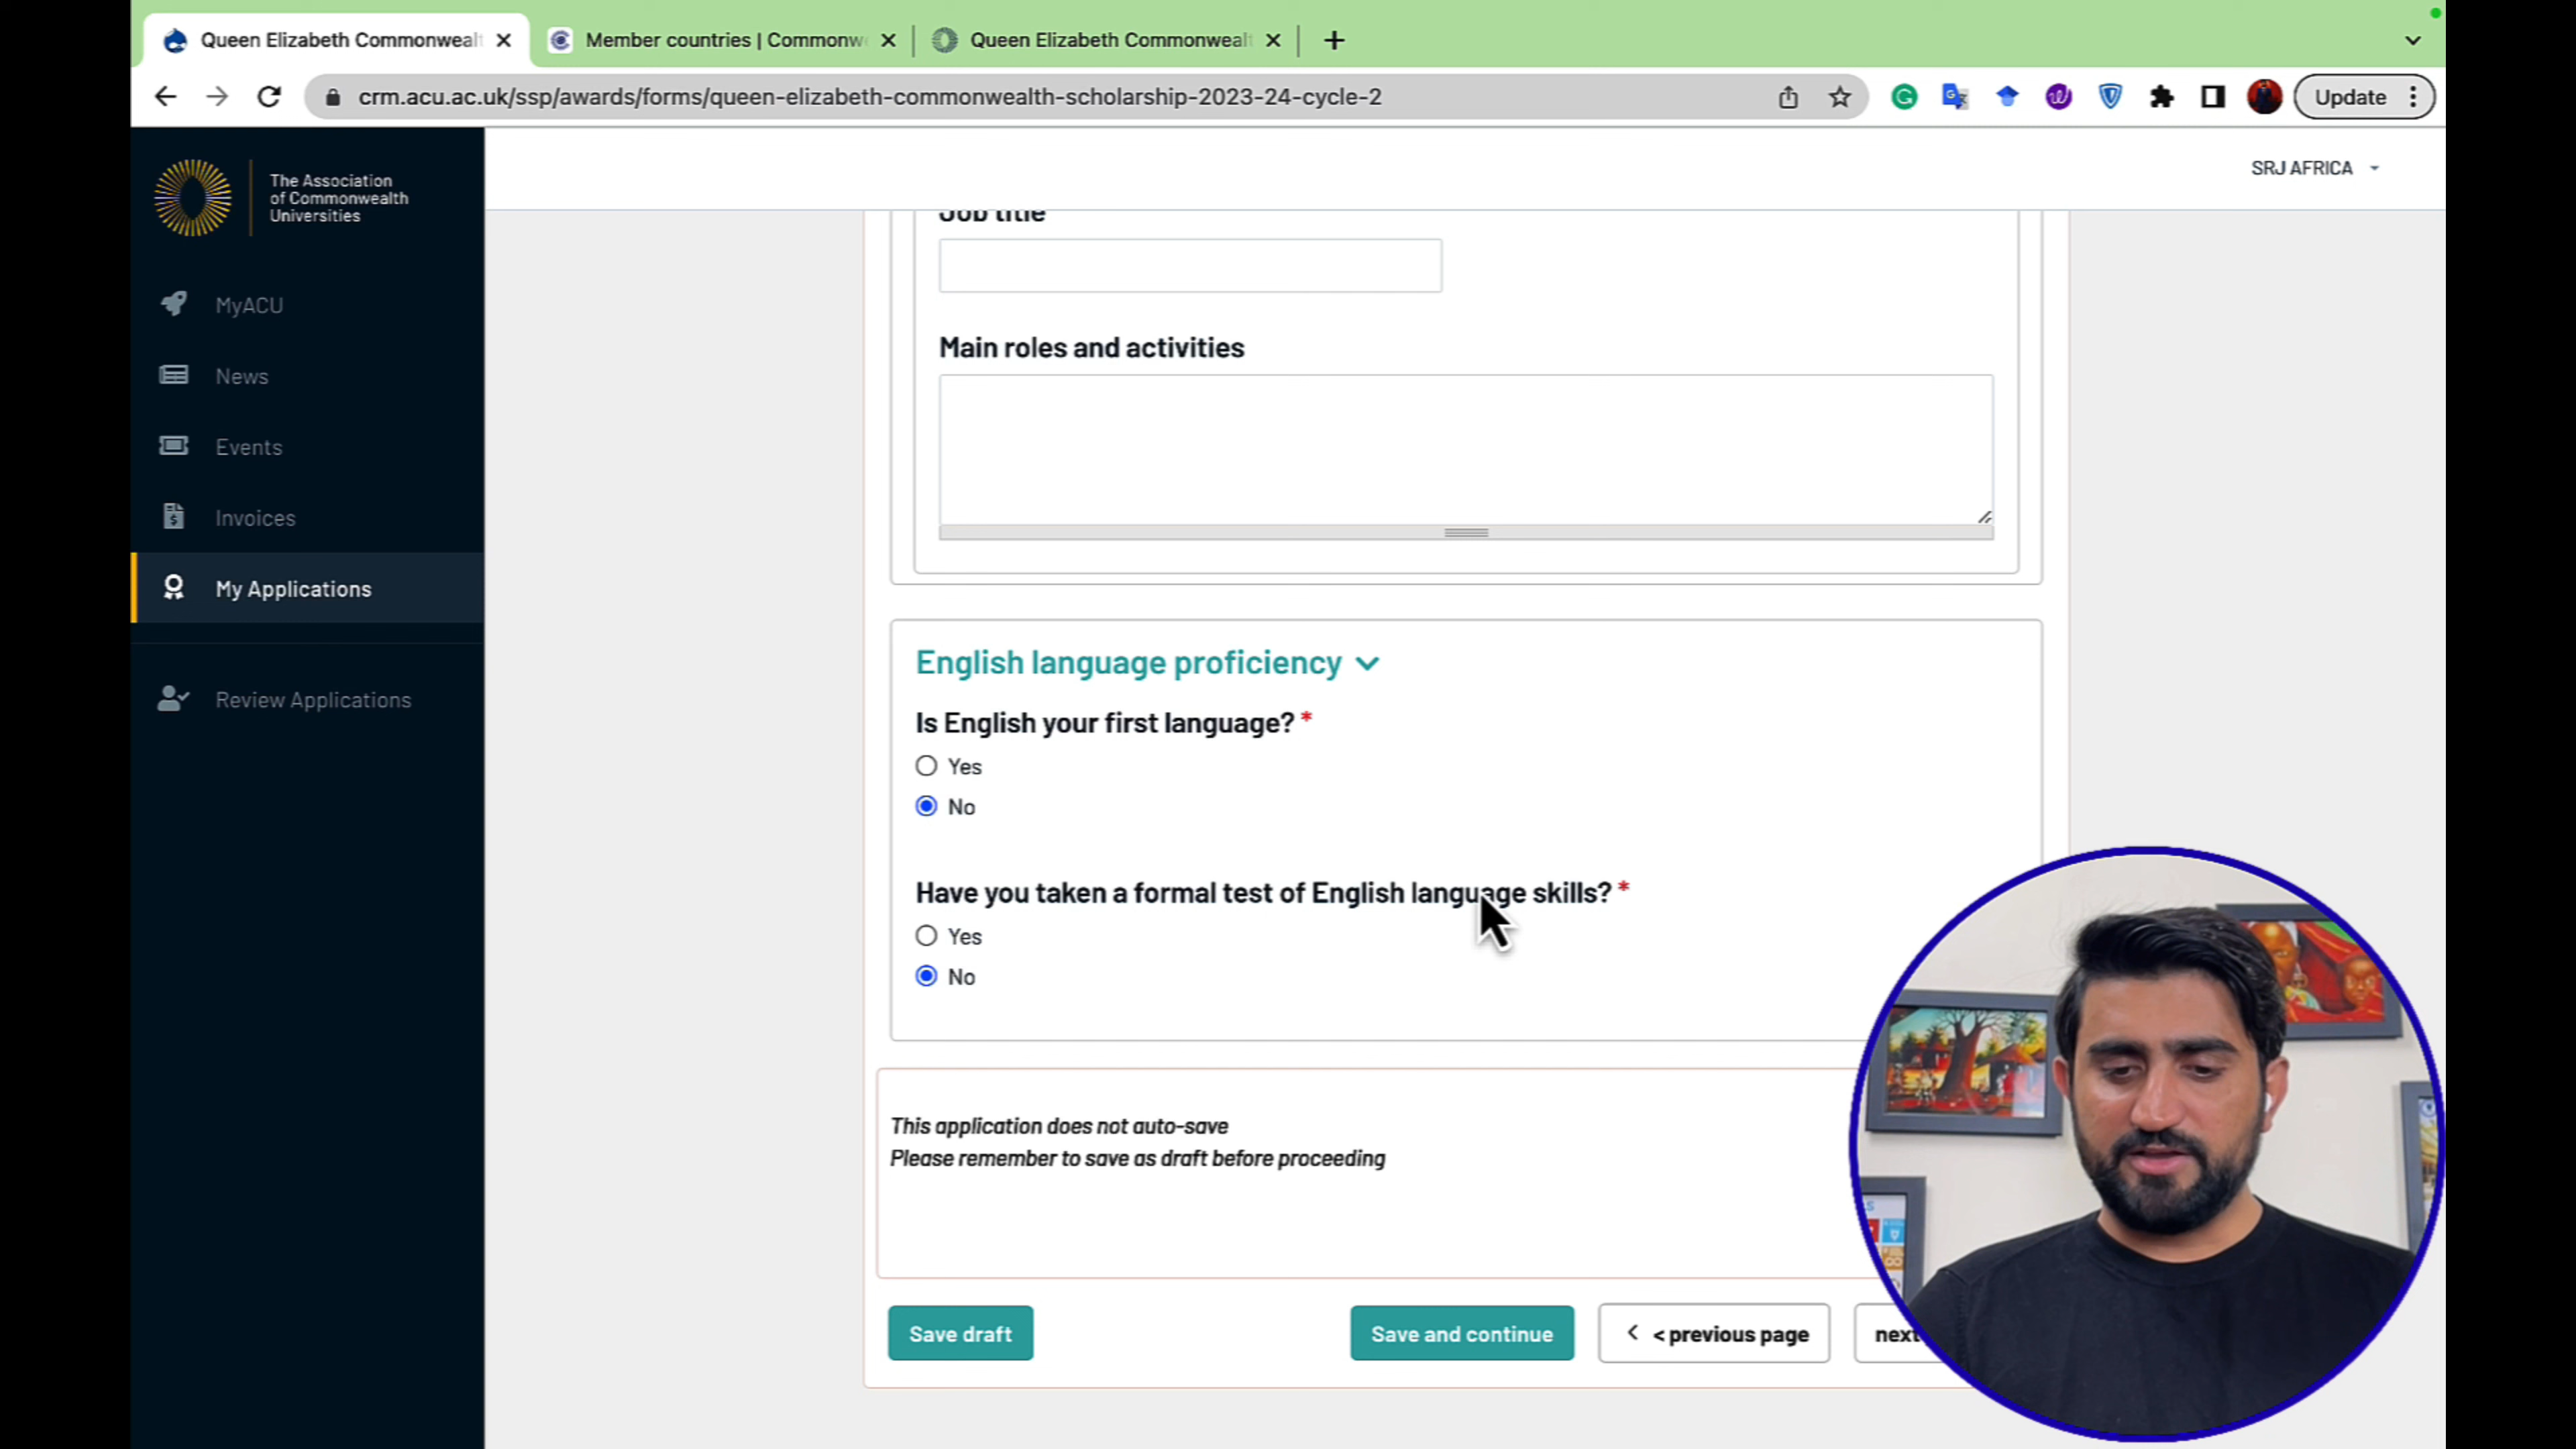 Queen Elizabeth Commonwealt
Member countries | Commonw
Queen Elizabeth Commonwealt
crm.acu.ac.uk/ssp/awards/forms/queen-elizabeth-commonwealth-scholarship-2023-24-cycle-2
Update
The Association
of Commonwealth
Universities
SRJ AFRICA
MyACU
News
Events
Invoices
My Applications
Review Applications
Job title
Main roles and activities
English language proficiency
Is English your first language? *
Yes
No
Have you taken a formal test of English language skills? *
Yes
No
This application does not auto-save
Please remember to save as draft before proceeding
Save draft
Save and continue
< previous page
next